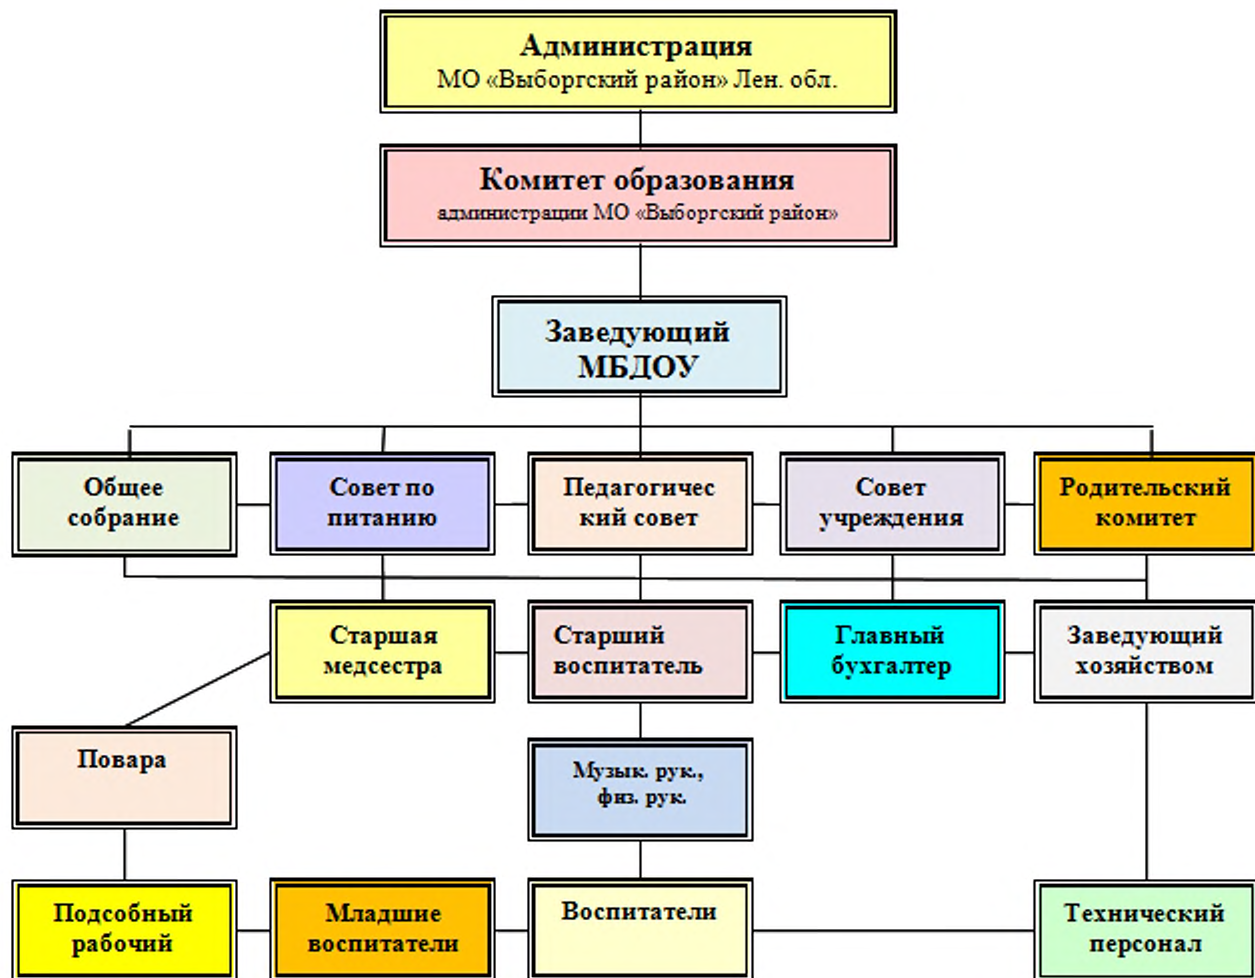 Администрация
МО «Выборгский район» Лен. обл.
Комитет образования
администрации МО «Выборгский район»
Заведующий
МБДОУ
Общее
собрание
Совет по
питанию
Педагогичес
кий совет
Совет
учреждения
Родительский
комитет
Старшая
медсестра
Старший
воспитатель
Главный
бухгалтер
Заведующий
хозяйством
Повара
Музык. рук.,
физ. рук.
Подсобный
рабочий
Младшие
воспитатели
Воспитатели
Технический
персонал